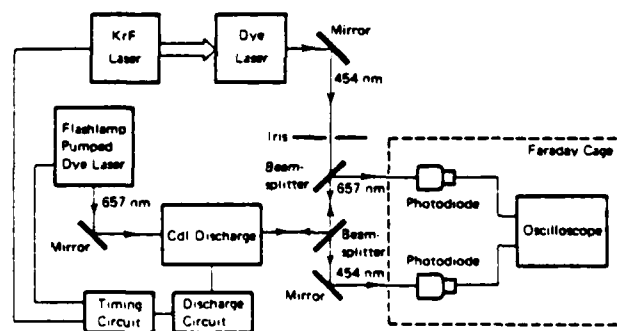 KrF
Laser
Dye
Laser
Mirror
454 nm
Flashlamp
Pumped
Dye Laser
Iris
Faraday Cage
Beam-
splitter
657 nm
Photodiode
657 nm
Mirror
CdI Discharge
Beam-
splitter
Oscilloscope
454 nm
Photodiode
Mirror
Timing
Circuit
Discharge
Circuit